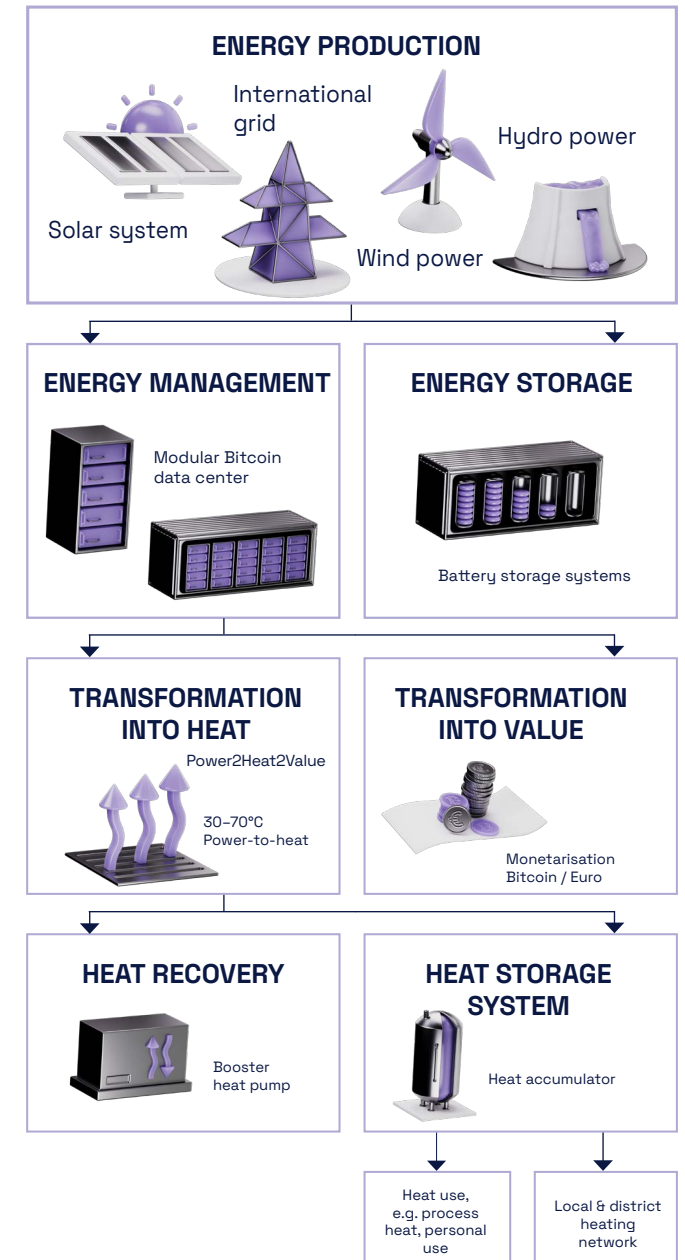 ENERGY PRODUCTION
International
grid
Hydro power
Solar system
Wind power
ENERGY MANAGEMENT
Modular Bitcoin
data center
ENERGY STORAGE
Battery storage systems
TRANSFORMATION
INTO HEAT
Power2Heat2Value
30–70°C
Power-to-heat
TRANSFORMATION
INTO VALUE
Monetarisation
Bitcoin / Euro
HEAT RECOVERY
Booster
heat pump
HEAT STORAGE
SYSTEM
Heat accumulator
Heat use,
e.g. process
heat, personal
use
Local & district
heating
network